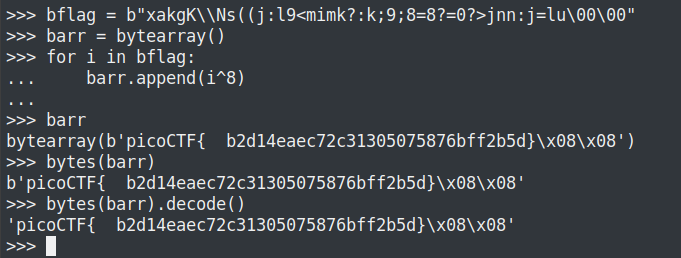 >>> bflag = b"xakgK\\Ns((j:l9<mimk?:k;9;8=8?=0?>jnn:j=lu\00\00"
>>> barr = bytearray()
>>> for i in bflag:
...     barr.append(i^8)
...
>>> barr
bytearray(b'picoCTF{  b2d14eaec72c31305075876bff2b5d}\x08\x08')
>>> bytes(barr)
b'picoCTF{  b2d14eaec72c31305075876bff2b5d}\x08\x08'
>>> bytes(barr).decode()
'picoCTF{  b2d14eaec72c31305075876bff2b5d}\x08\x08'
>>>